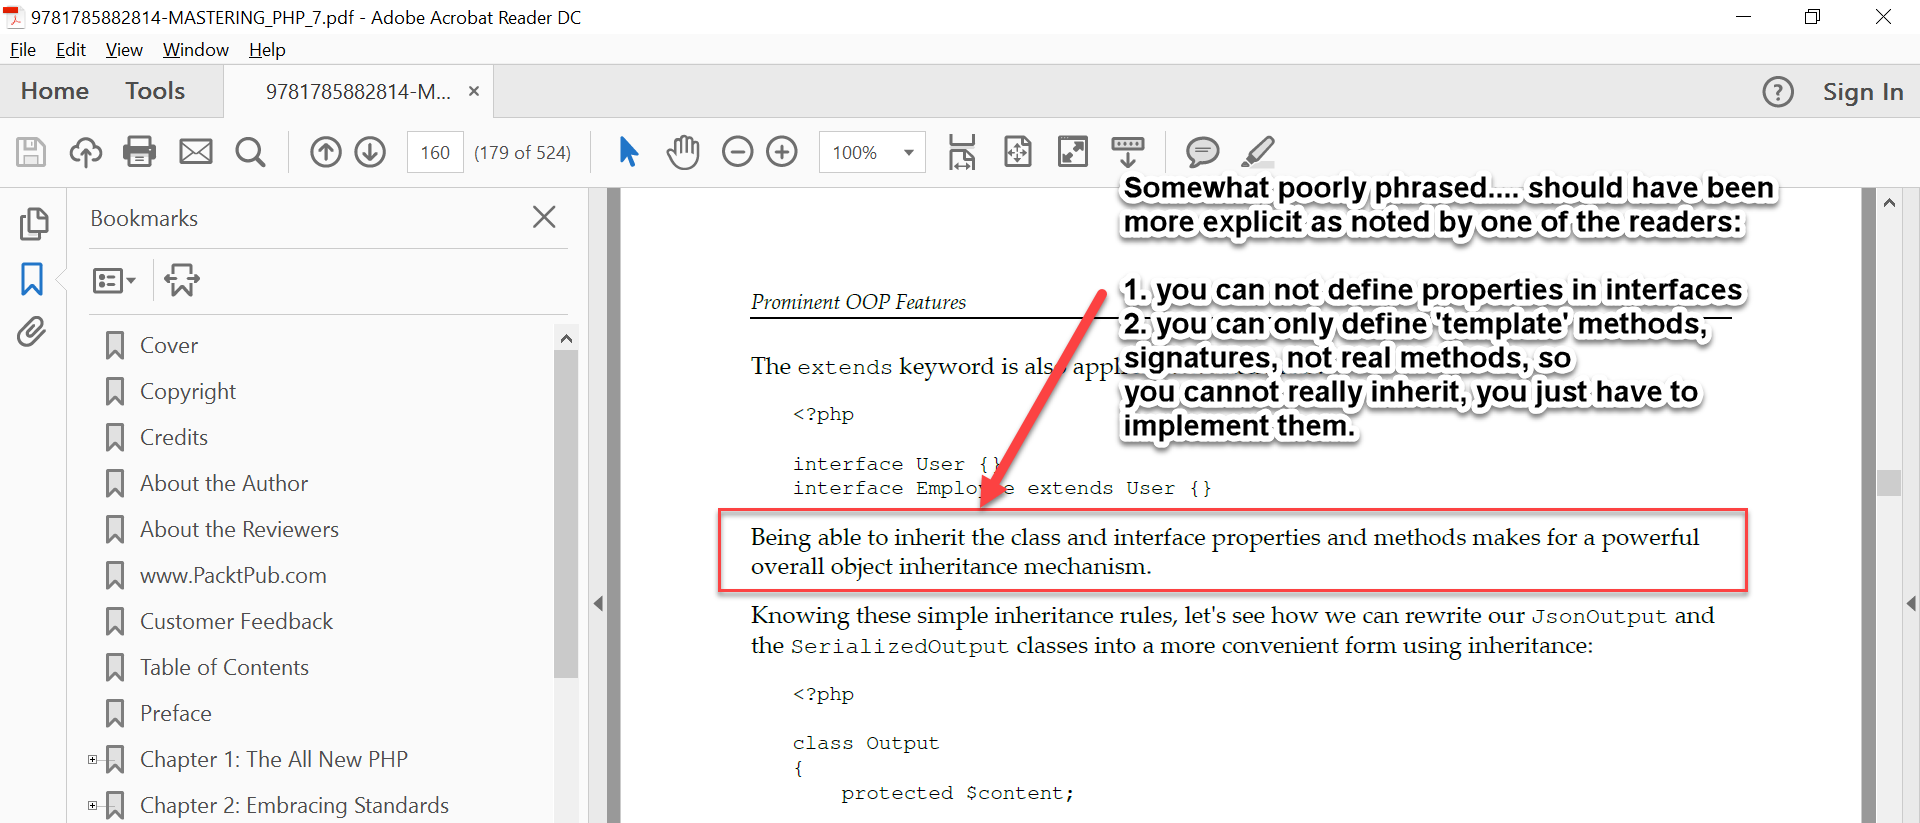 9781785882814-MASTERING_PHP_7.pdf - Adobe Acrobat Reader DC
File Edit View Window Help
Home Tools 9781785882814-M... × ? Sign In
160 (179 of 524) 100%
Bookmarks
Cover
Copyright
Credits
About the Author
About the Reviewers
www.PacktPub.com
Customer Feedback
Table of Contents
Preface
Chapter 1: The All New PHP
Chapter 2: Embracing Standards
Somewhat poorly phrased.... should have been
more explicit as noted by one of the readers:
1. you can not define properties in interfaces
2. you can only define 'template' methods,
signatures, not real methods, so
you cannot really inherit, you just have to
implement them.
Prominent OOP Features
The extends keyword is also
<?php
interface User {}
interface Employee extends User {}
Being able to inherit the class and interface properties and methods makes for a powerful
overall object inheritance mechanism.
Knowing these simple inheritance rules, let's see how we can rewrite our JsonOutput and
the SerializedOutput classes into a more convenient form using inheritance:
<?php
class Output
{
protected $content;